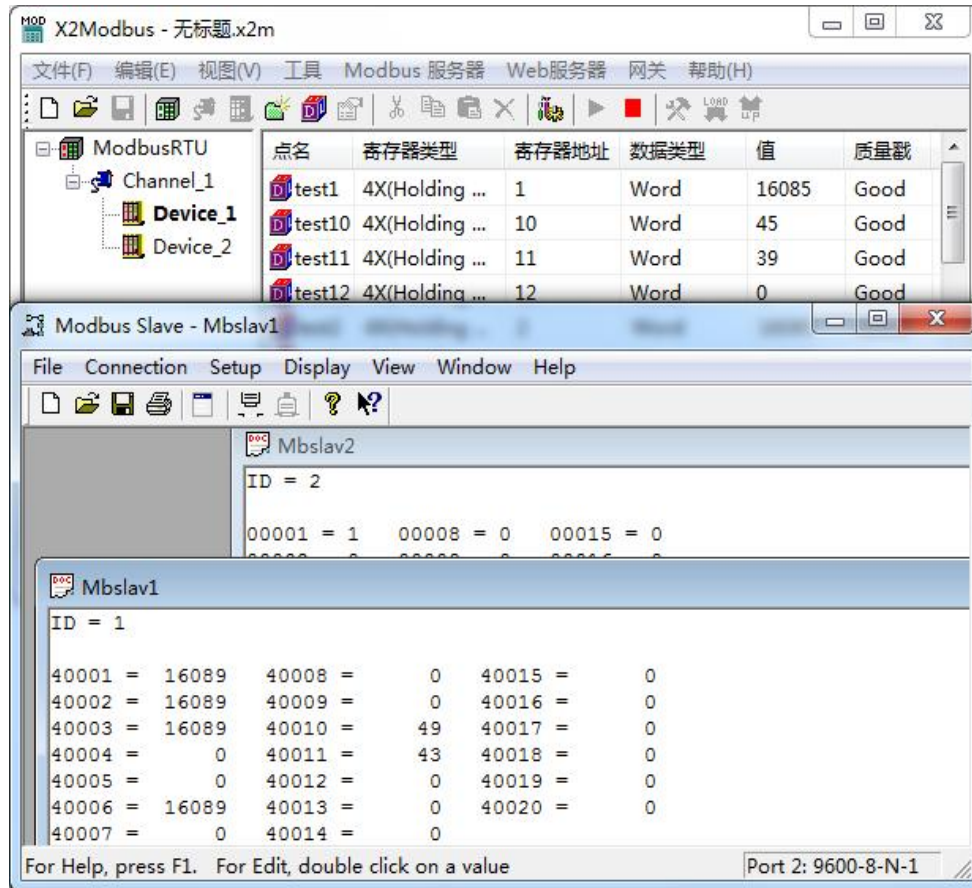 X2Modbus - 无标题.x2m
文件(F) 编辑(E) 视图(V) 工具 Modbus 服务器 Web服务器 网关 帮助(H)
ModbusRTU
Channel_1
Device_1
Device_2
点名 寄存器类型 寄存器地址 数据类型 值 质量戳
test1 4X(Holding ... 1 Word 16085 Good
test10 4X(Holding ... 10 Word 45 Good
test11 4X(Holding ... 11 Word 39 Good
test12 4X(Holding ... 12 Word 0 Good
Modbus Slave - Mbslav1
File Connection Setup Display View Window Help
Mbslav2
ID = 2
00001 = 1 00008 = 0 00015 = 0
Mbslav1
ID = 1
40001 = 16089 40008 = 0 40015 = 0
40002 = 16089 40009 = 0 40016 = 0
40003 = 16089 40010 = 49 40017 = 0
40004 = 0 40011 = 43 40018 = 0
40005 = 0 40012 = 0 40019 = 0
40006 = 16089 40013 = 0 40020 = 0
40007 = 0 40014 = 0
For Help, press F1. For Edit, double click on a value
Port 2: 9600-8-N-1